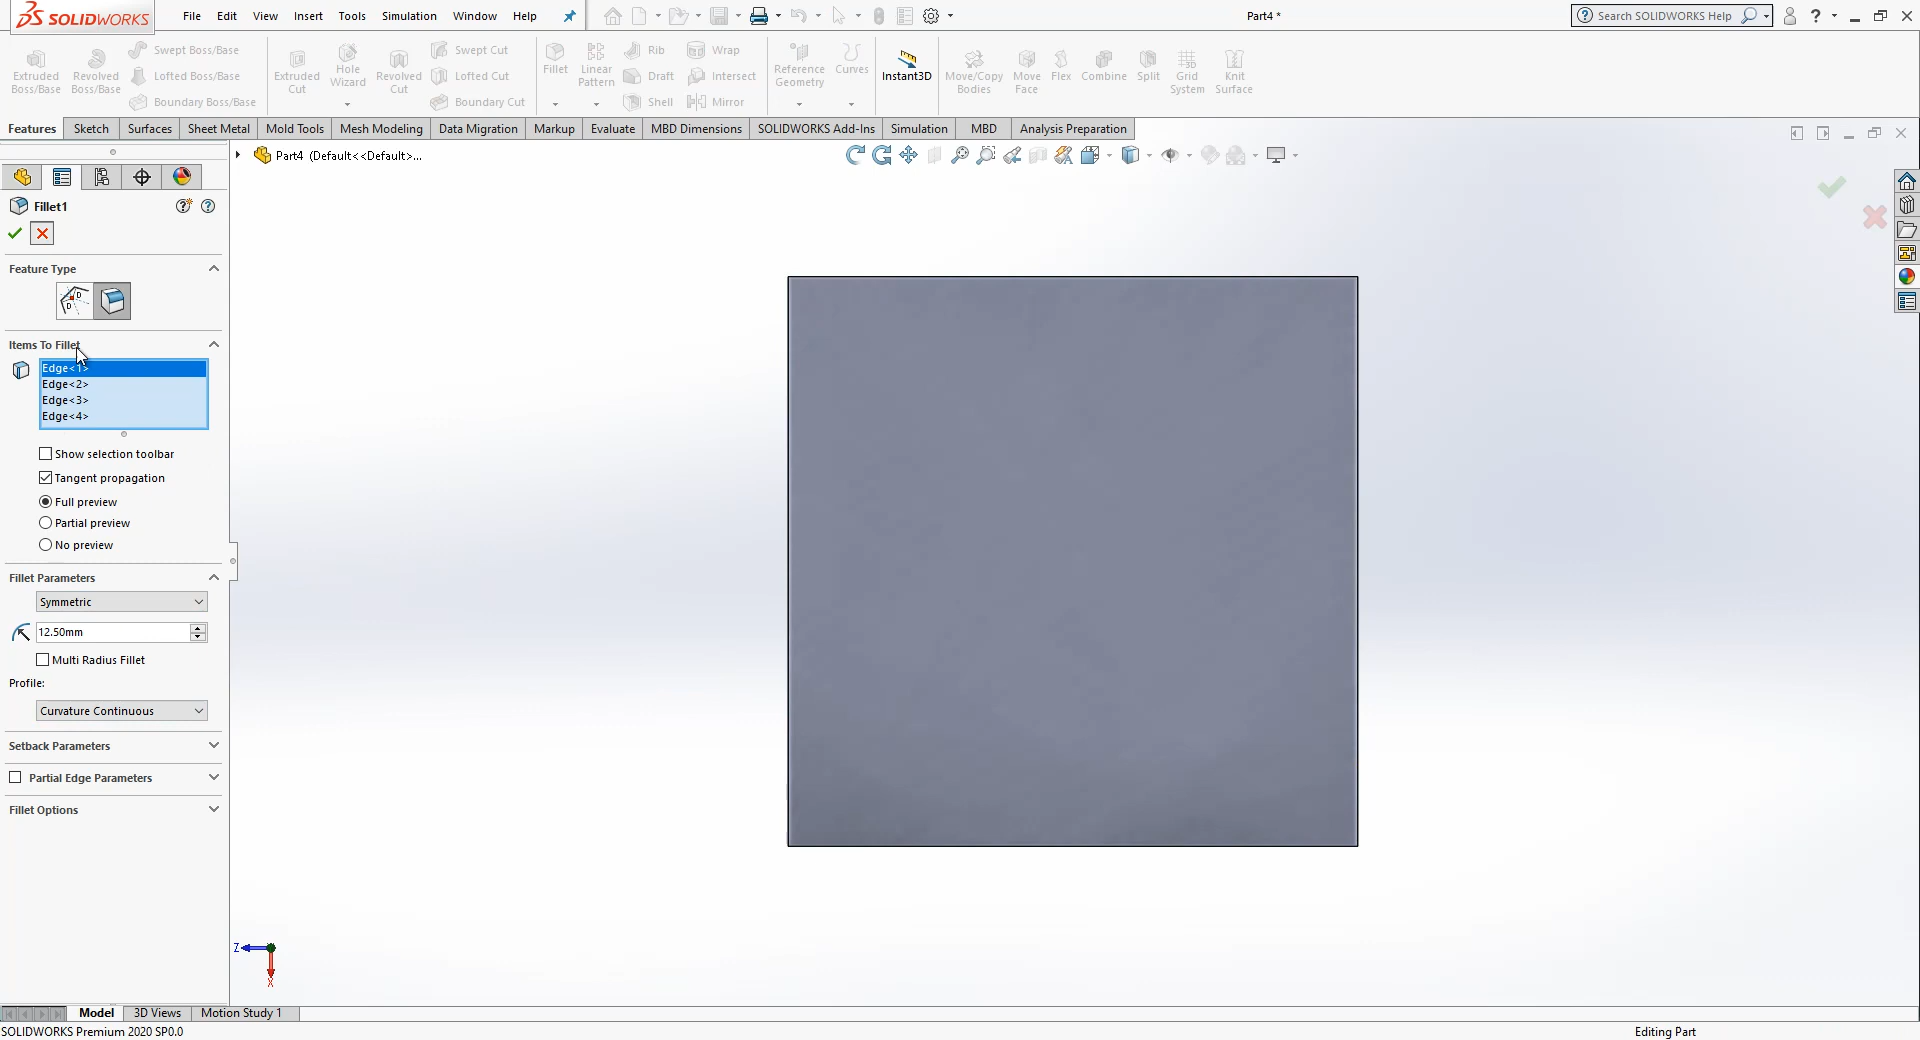 SOLIDWORKS File Edit View Insert Tools Simulation Window Help Part4 * Search SOLIDWORKS Help
Extruded Boss/Base
Revolved Boss/Base
Swept Boss/Base
Lofted Boss/Base
Boundary Boss/Base
Extruded Cut
Hole Wizard
Revolved Cut
Swept Cut
Lofted Cut
Boundary Cut
Fillet
Linear Pattern
Rib
Draft
Shell
Wrap
Intersect
Mirror
Reference Geometry
Curves
Instant3D
Move/Copy Bodies
Move Face
Flex
Combine
Split
Grid System
Knit Surface
Features Sketch Surfaces Sheet Metal Mold Tools Mesh Modeling Data Migration Markup Evaluate MBD Dimensions SOLIDWORKS Add-Ins Simulation MBD Analysis Preparation
Part4 (Default<<Default>...
Fillet1
Feature Type
D
D
Items To Fillet
Edge<1>
Edge<2>
Edge<3>
Edge<4>
Show selection toolbar
Tangent propagation
Full preview
Partial preview
No preview
Fillet Parameters
Symmetric
12.50mm
Multi Radius Fillet
Profile:
Curvature Continuous
Setback Parameters
Partial Edge Parameters
Fillet Options
Z
X
Model 3D Views Motion Study 1
SOLIDWORKS Premium 2020 SP0.0 Editing Part